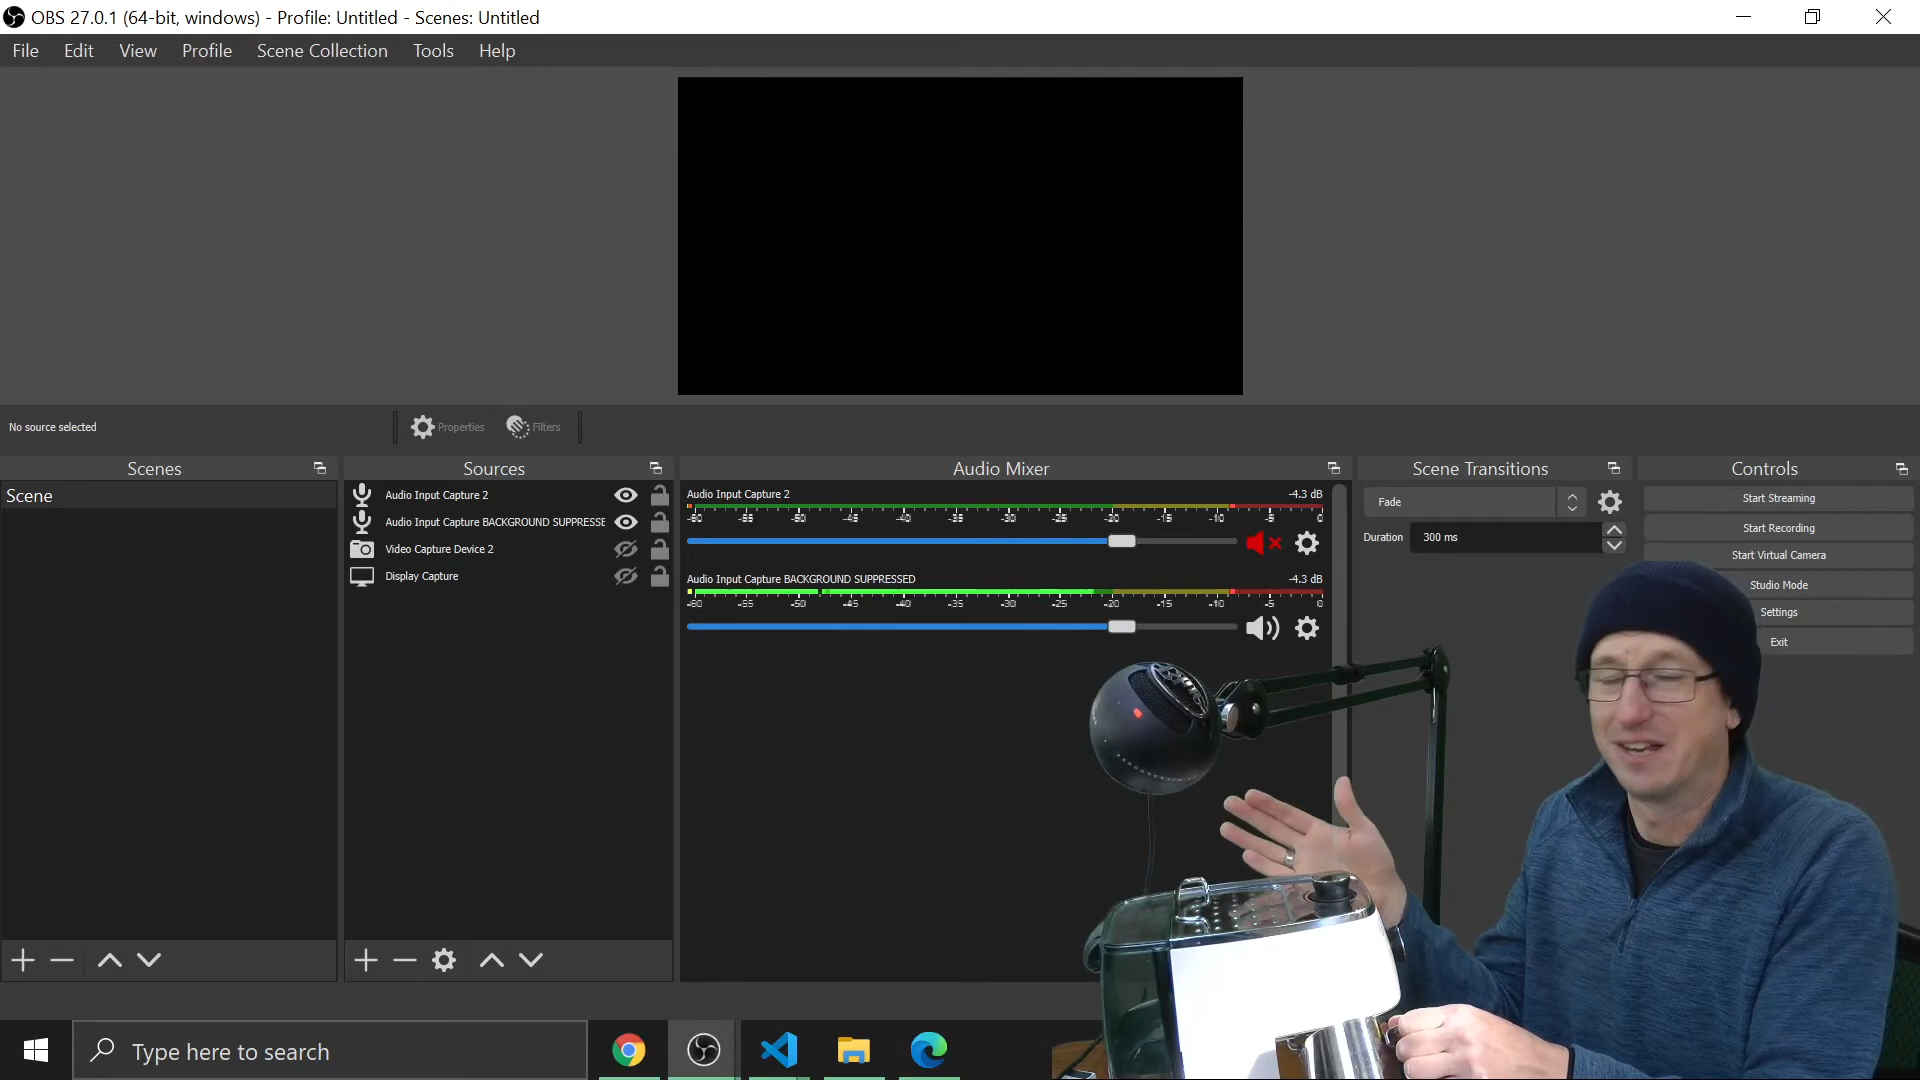 OBS 27.0.1 (64-bit, windows) - Profile: Untitled - Scenes: Untitled
File Edit View Profile Scene Collection Tools Help
No source selected
Properties Filters
Scenes
Scene
Sources
Audio Input Capture 2
Audio Input Capture BACKGROUND SUPPRESSE
Video Capture Device 2
Display Capture
Audio Mixer
Audio Input Capture 2 -4.3 dB
-60 -55 -50 -45 -40 -35 -30 -25 -20 -15 -10 -5 0
Audio Input Capture BACKGROUND SUPPRESSED -4.3 dB
-60 -55 -50 -45 -40 -35 -30 -25 -20 -15 -10 -5 0
Scene Transitions
Fade
Duration 300 ms
Controls
Start Streaming
Start Recording
Start Virtual Camera
Studio Mode
Settings
Exit
Blue
Type here to search